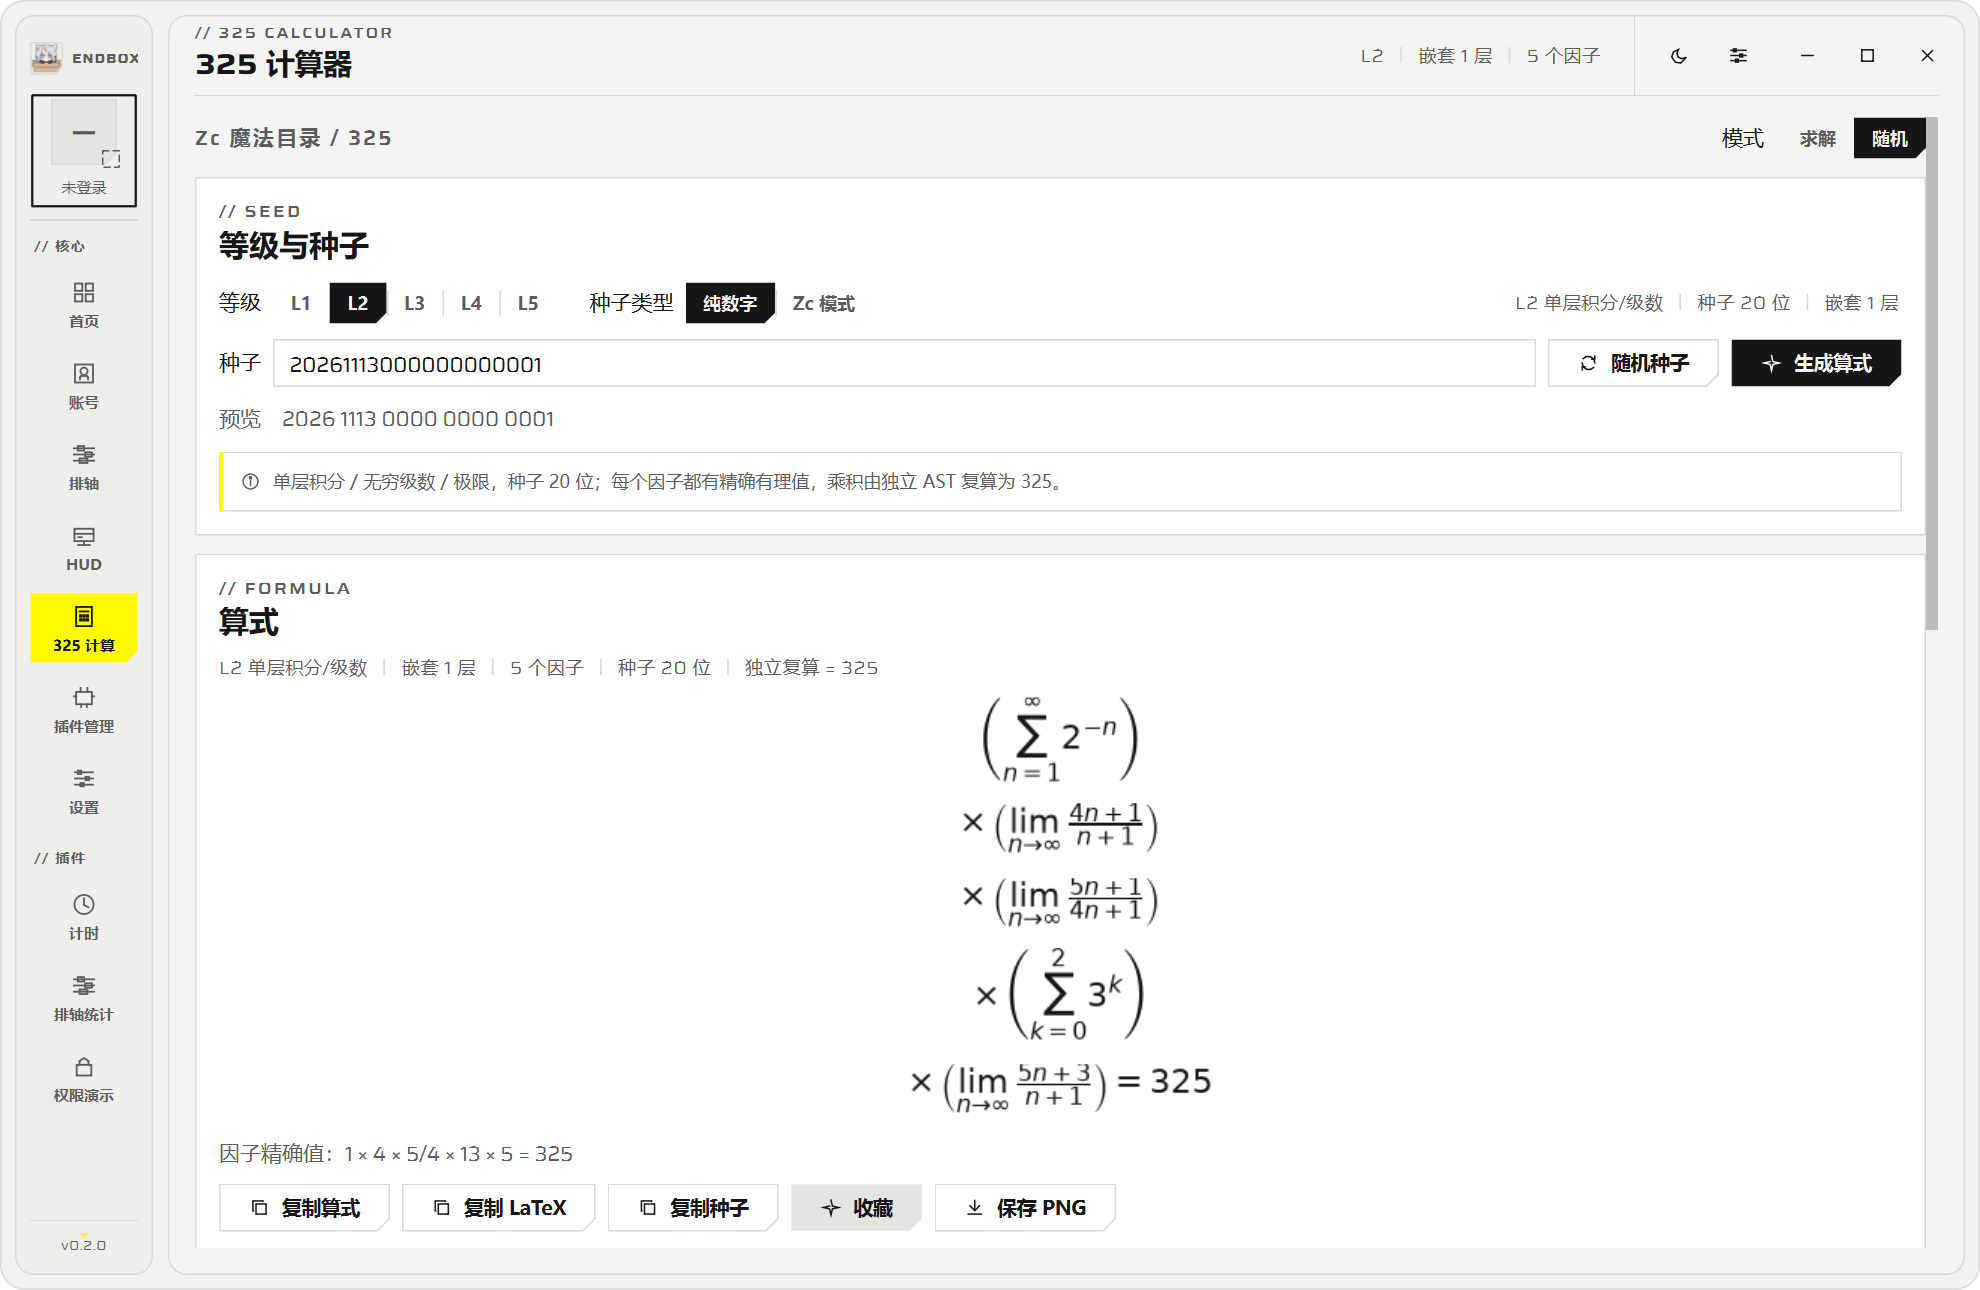 ENDBOX
未登录
// 核心
首页
账号
排轴
HUD
325 计算
插件管理
设置
// 插件
计时
排轴统计
权限演示
v0.2.0
// 325 CALCULATOR
325 计算器
L2 嵌套 1 层 5 个因子
Zc 魔法目录 / 325
模式 求解 随机
// SEED
等级与种子
等级 L1 L2 L3 L4 L5 种子类型 纯数字 Zc 模式
L2 单层积分/级数 种子 20 位 嵌套 1 层
种子 20261113000000000001 随机种子 生成算式
预览 2026 1113 0000 0000 0001
单层积分 / 无穷级数 / 极限，种子 20 位；每个因子都有精确有理值，乘积由独立 AST 复算为 325。
// FORMULA
算式
L2 单层积分/级数 嵌套 1 层 5 个因子 种子 20 位 独立复算 = 325
(∑_{n=1}^{∞} 2^{-n})
× (lim_{n→∞} (4n+1)/(n+1))
× (lim_{n→∞} (5n+1)/(4n+1))
× (∑_{k=0}^{2} 3^k)
× (lim_{n→∞} (5n+3)/(n+1)) = 325
因子精确值：1 × 4 × 5/4 × 13 × 5 = 325
复制算式 复制 LaTeX 复制种子 收藏 保存 PNG